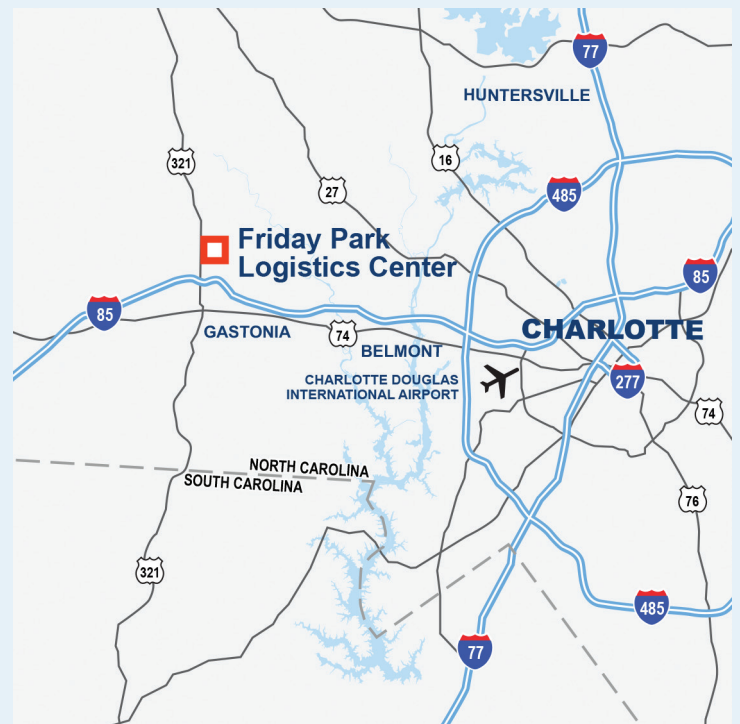 77
HUNTERSVILLE
321
16
27
485
Friday Park
Logistics Center
85
85
GASTONIA
74
CHARLOTTE
BELMONT
CHARLOTTE DOUGLAS
INTERNATIONAL AIRPORT
277
74
NORTH CAROLINA
SOUTH CAROLINA
76
321
485
77